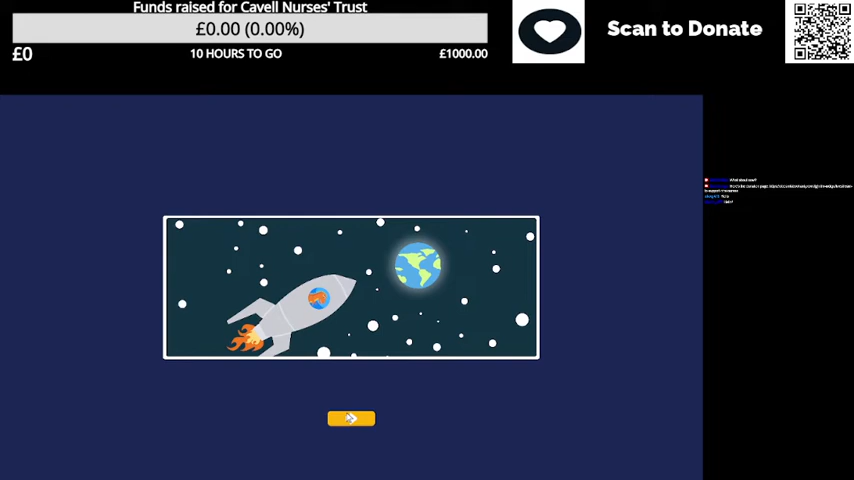 Funds raised for Cavell Nurses' Trust
£0.00 (0.00%)
£0
10 HOURS TO GO
£1000.00
Scan to Donate